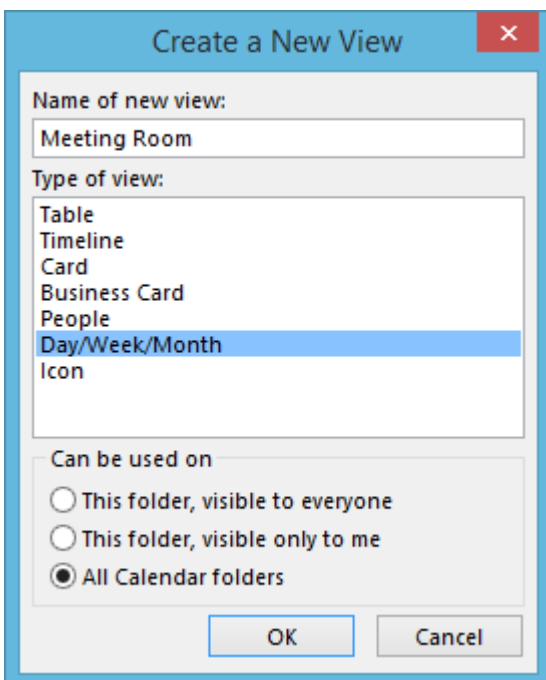 Create a New View
Name of new view:
Meeting Room
Type of view:
Table
Timeline
Card
Business Card
People
Day/Week/Month
Icon
Can be used on
This folder, visible to everyone
This folder, visible only to me
All Calendar folders
OK Cancel